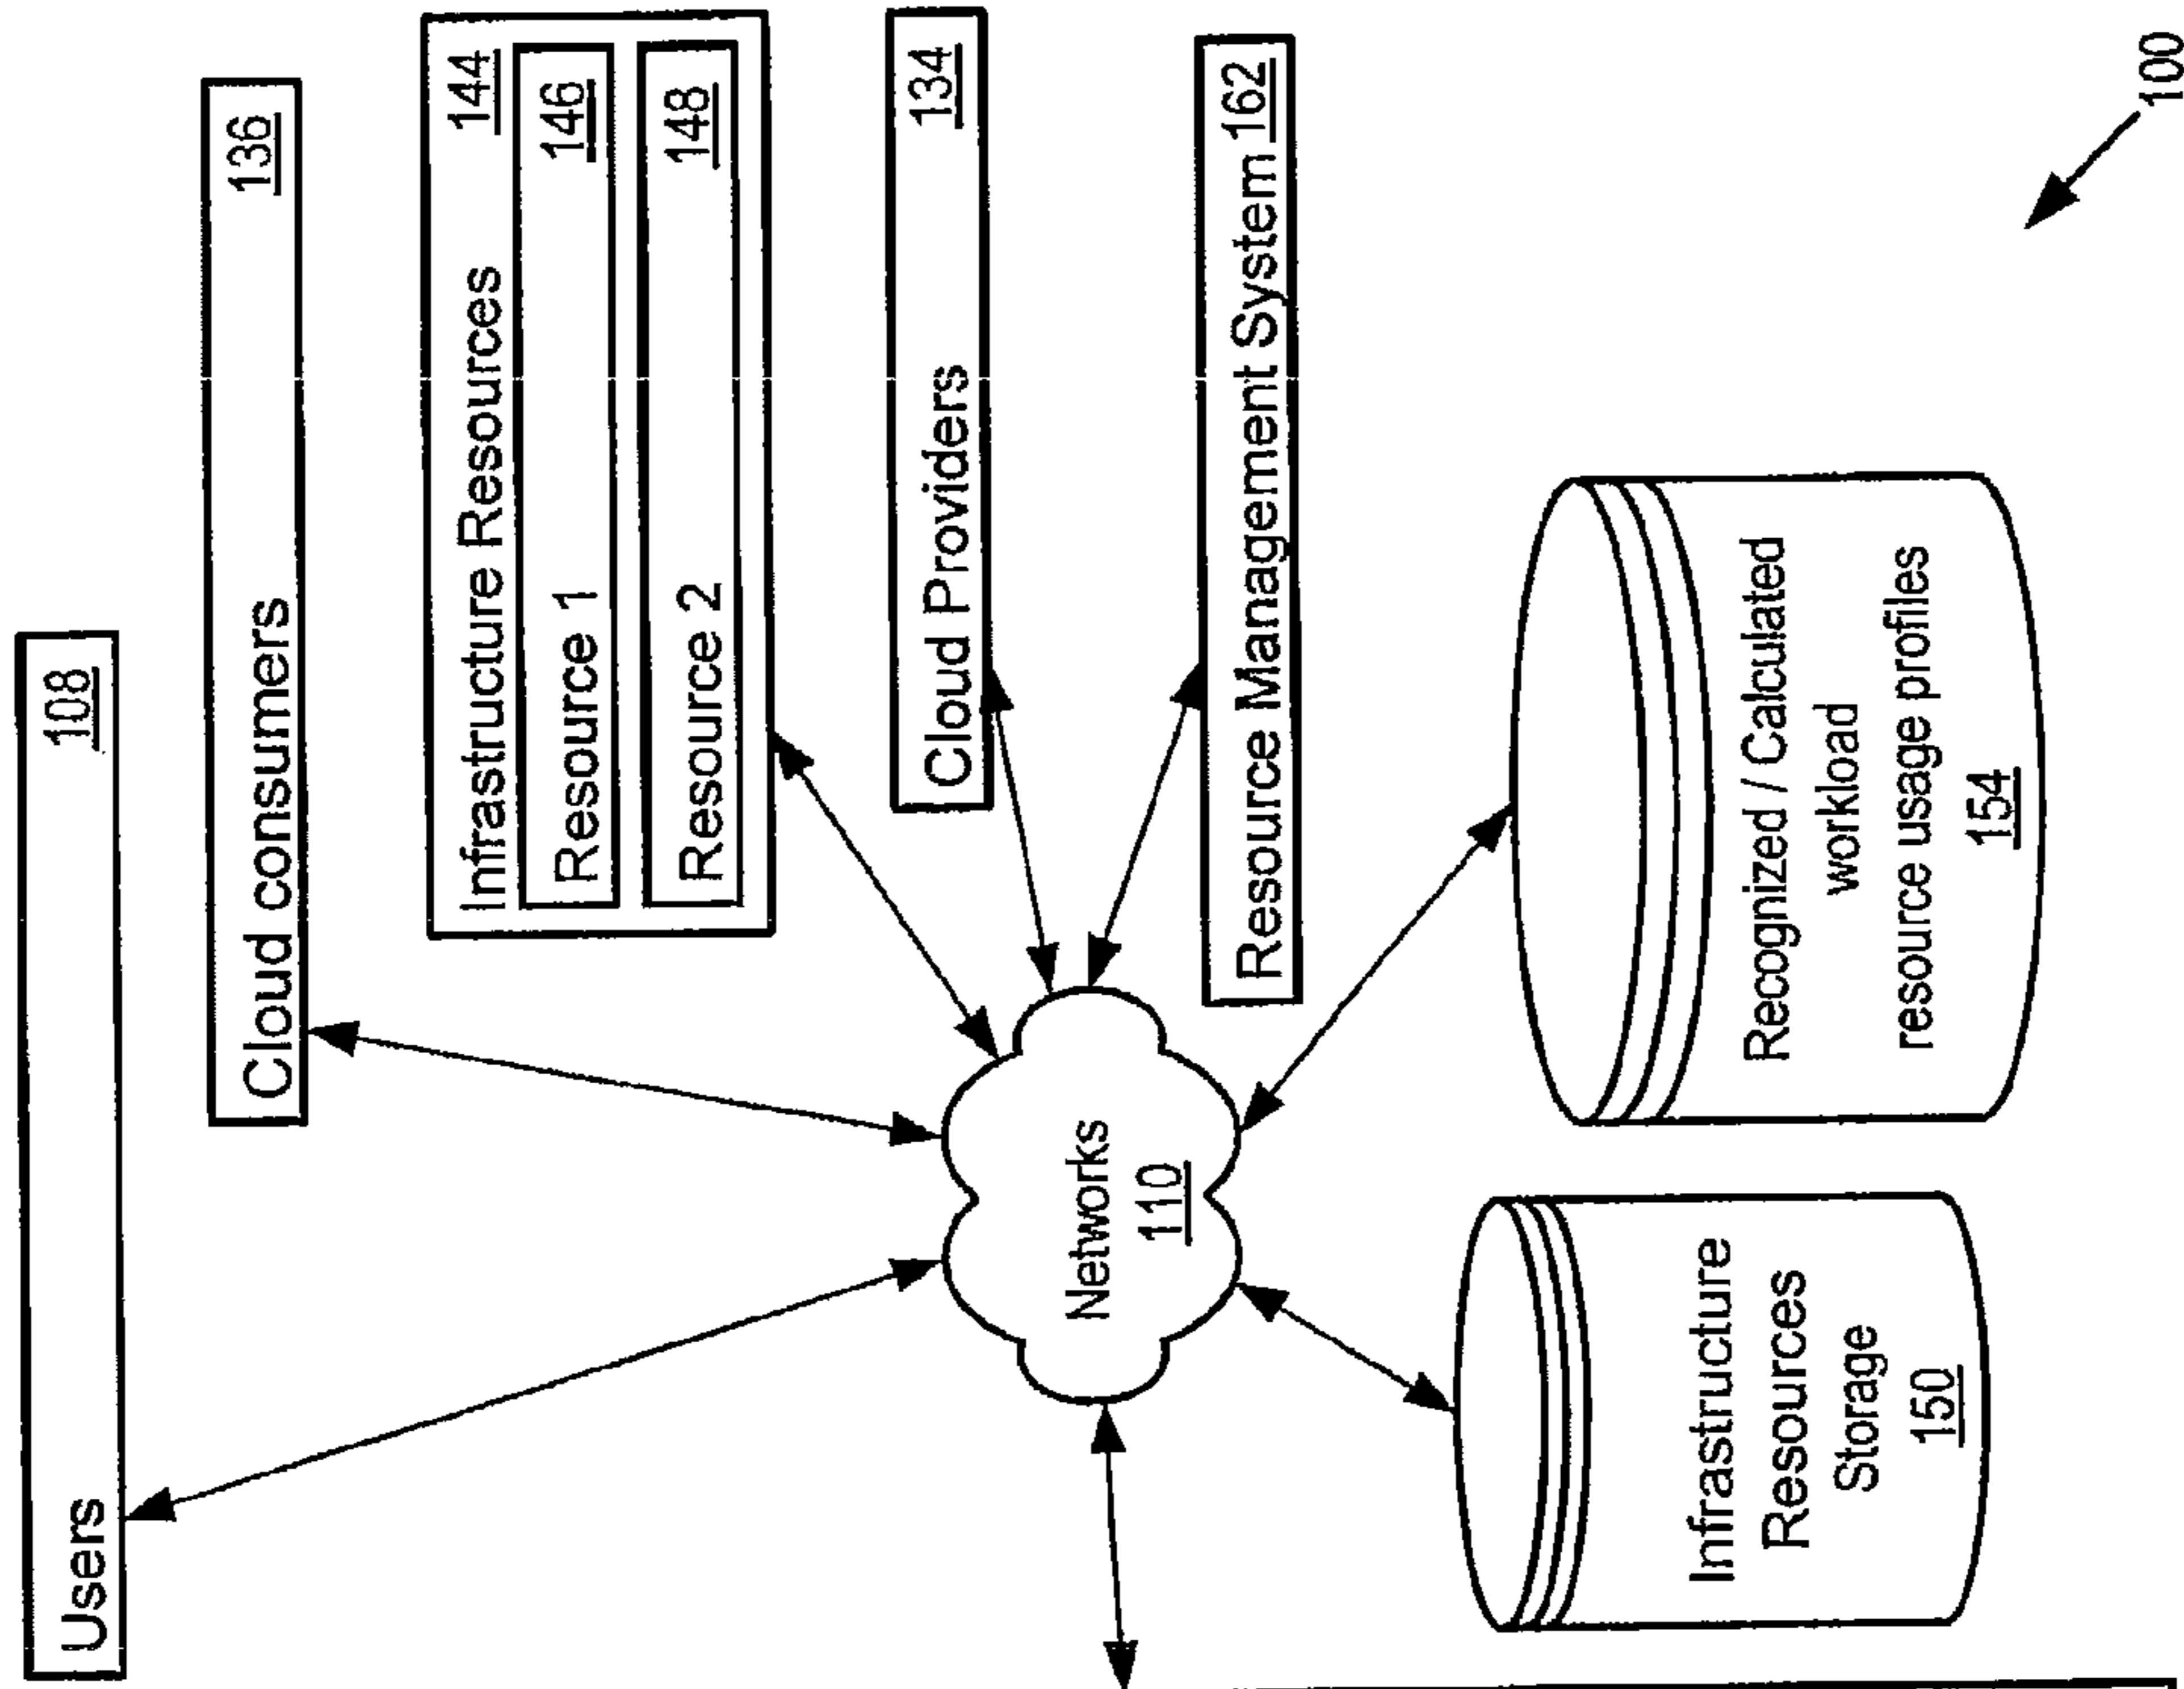 Users 108
Cloud consumers 136
Infrastructure Resources 144
Resource 1 146
Resource 2 148
Cloud Providers 134
Resource Management System 162
Networks
110
Infrastructure
Resources
Storage
150
Recognized / Calculated
workload
resource usage profiles
154
100